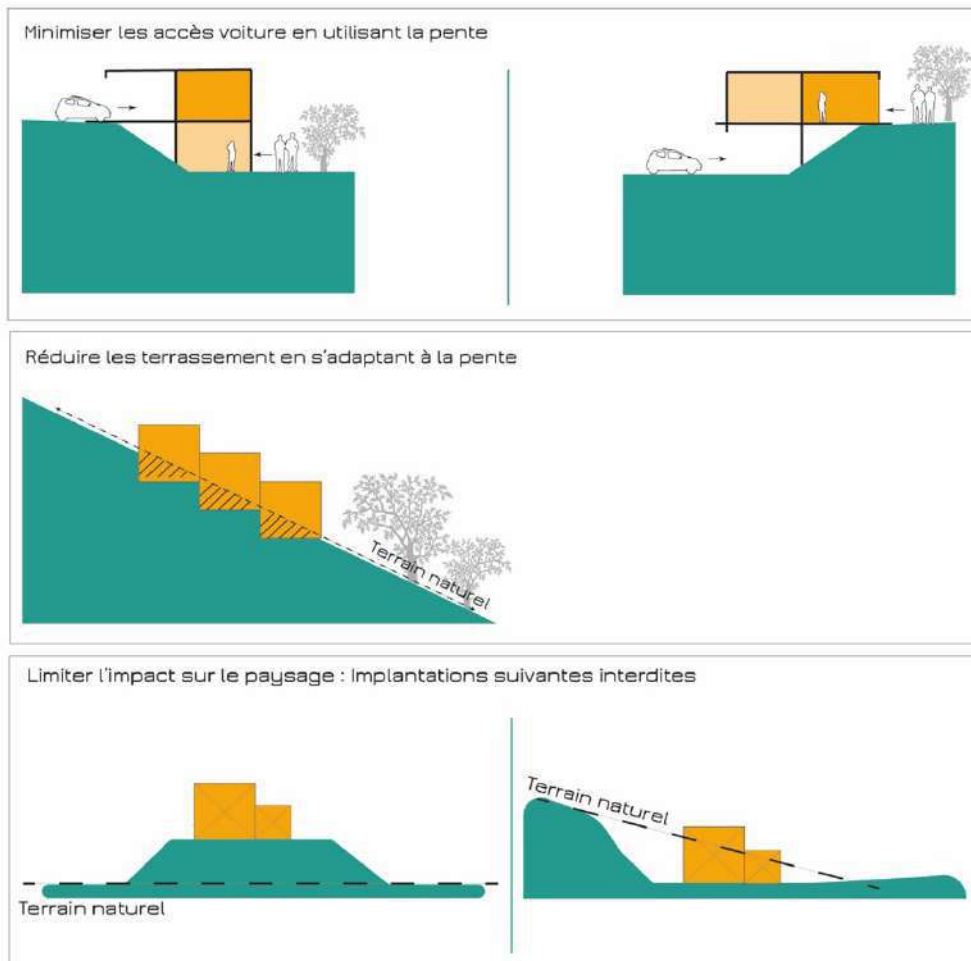 Minimiser les accès voiture en utilisant la pente
Réduire les terrassement en s'adaptant à la pente
Terrain naturel
Limiter l'impact sur le paysage : Implantations suivantes interdites
Terrain naturel
Terrain naturel